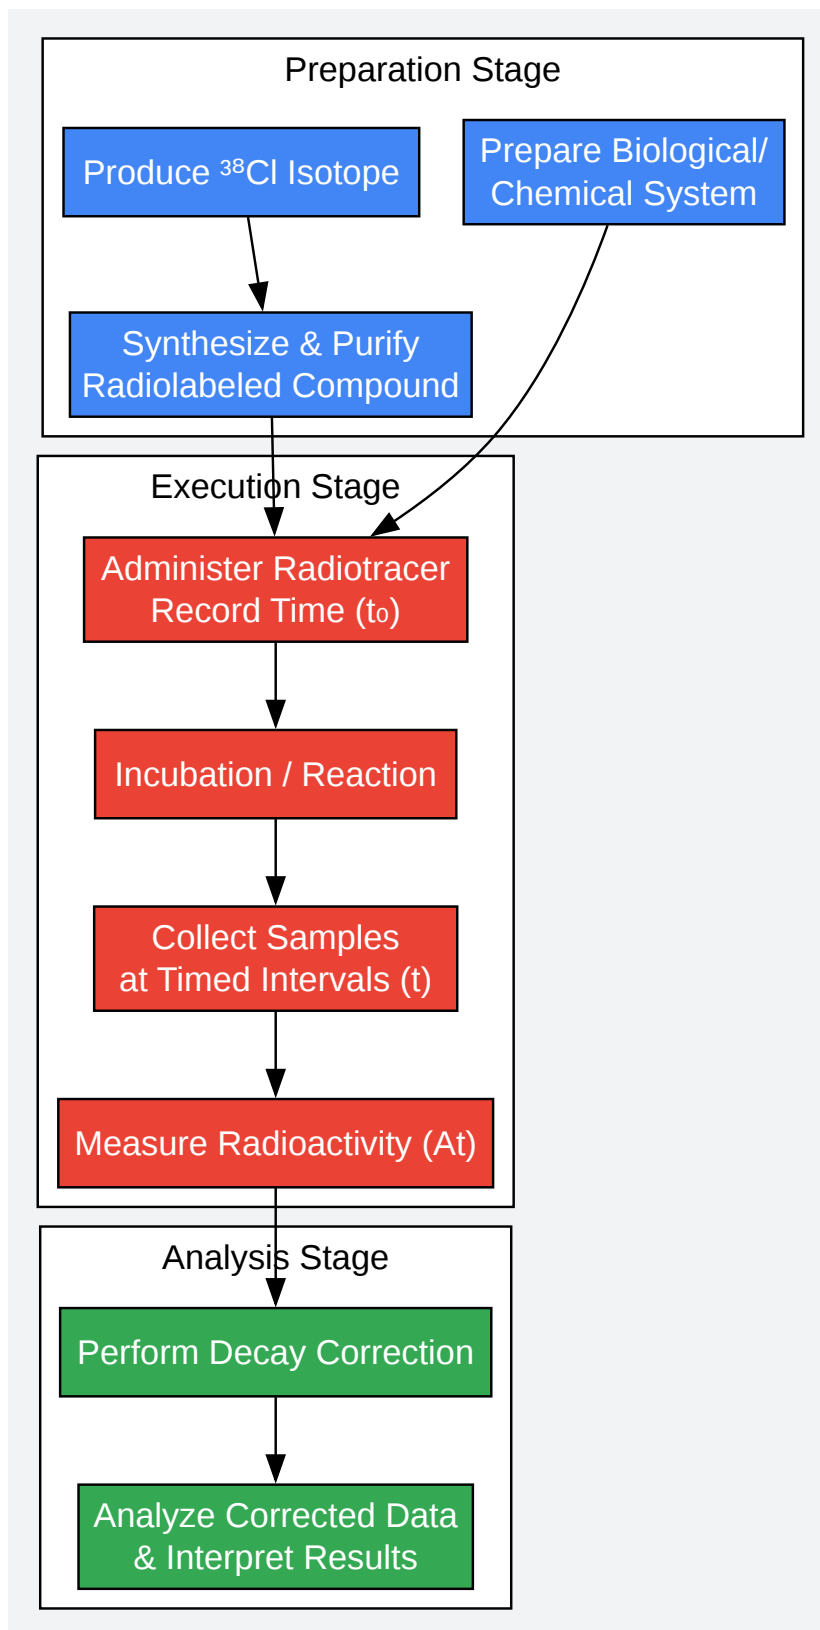 Preparation Stage
Produce ³⁸Cl Isotope
Prepare Biological/
Chemical System
Synthesize & Purify
Radiolabeled Compound
Execution Stage
Administer Radiotracer
Record Time (t₀)
Incubation / Reaction
Collect Samples
at Timed Intervals (t)
Measure Radioactivity (At)
Analysis Stage
Perform Decay Correction
Analyze Corrected Data
& Interpret Results